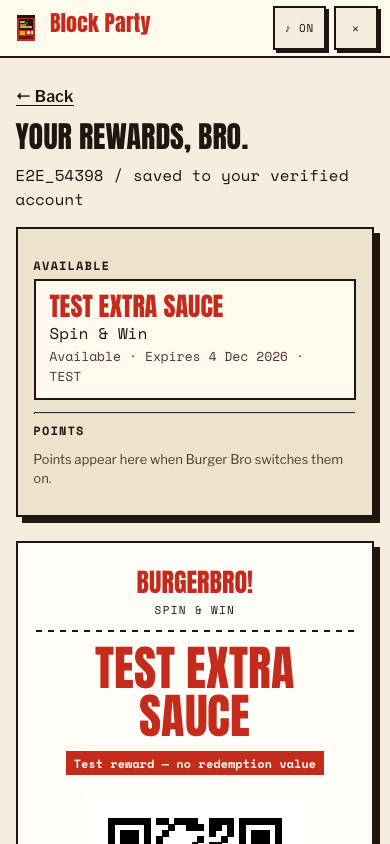 Block Party
♪ ON
×
← Back
YOUR REWARDS, BRO.
E2E_54398 / saved to your verified
account
AVAILABLE
TEST EXTRA SAUCE
Spin & Win
Available · Expires 4 Dec 2026 ·
TEST
POINTS
Points appear here when Burger Bro switches them
on.
BURGERBRO!
SPIN & WIN
TEST EXTRA
SAUCE
Test reward — no redemption value